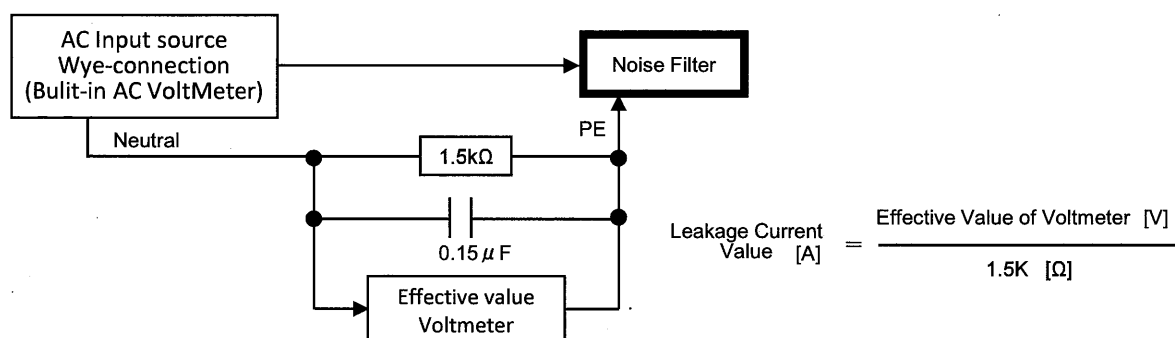 AC Input source
Wye-connection
(Bulit-in AC VoltMeter)
Noise Filter
PE
Neutral
1.5kΩ
0.15μF
Effective value
Voltmeter
Leakage Current
Value [A]
=
Effective Value of Voltmeter [V]
1.5K [Ω]